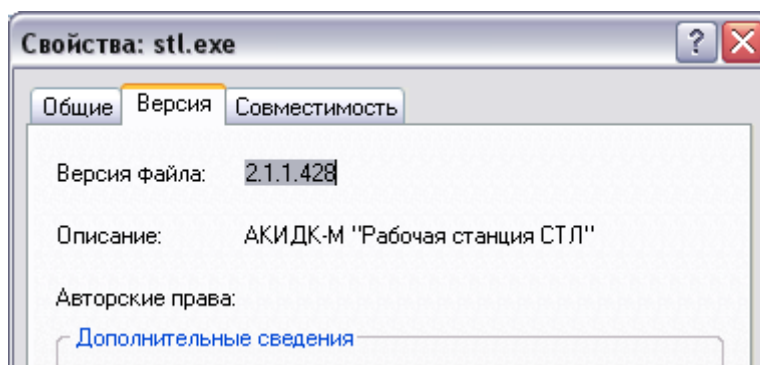 Свойства: stl.exe
Общие Версия Совместимость
Версия файла: 2.1.1.428
Описание: АКИДК-М "Рабочая станция СТЛ"
Авторские права:
Дополнительные сведения